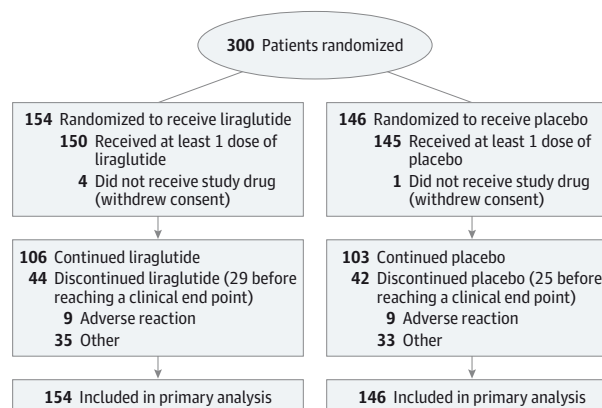 300 Patients randomized
154 Randomized to receive liraglutide
150 Received at least 1 dose of
liraglutide
4 Did not receive study drug
(withdrew consent)
146 Randomized to receive placebo
145 Received at least 1 dose of
placebo
1 Did not receive study drug
(withdrew consent)
106 Continued liraglutide
44 Discontinued liraglutide (29 before
reaching a clinical end point)
9 Adverse reaction
35 Other
103 Continued placebo
42 Discontinued placebo (25 before
reaching a clinical end point)
9 Adverse reaction
33 Other
154 Included in primary analysis
146 Included in primary analysis